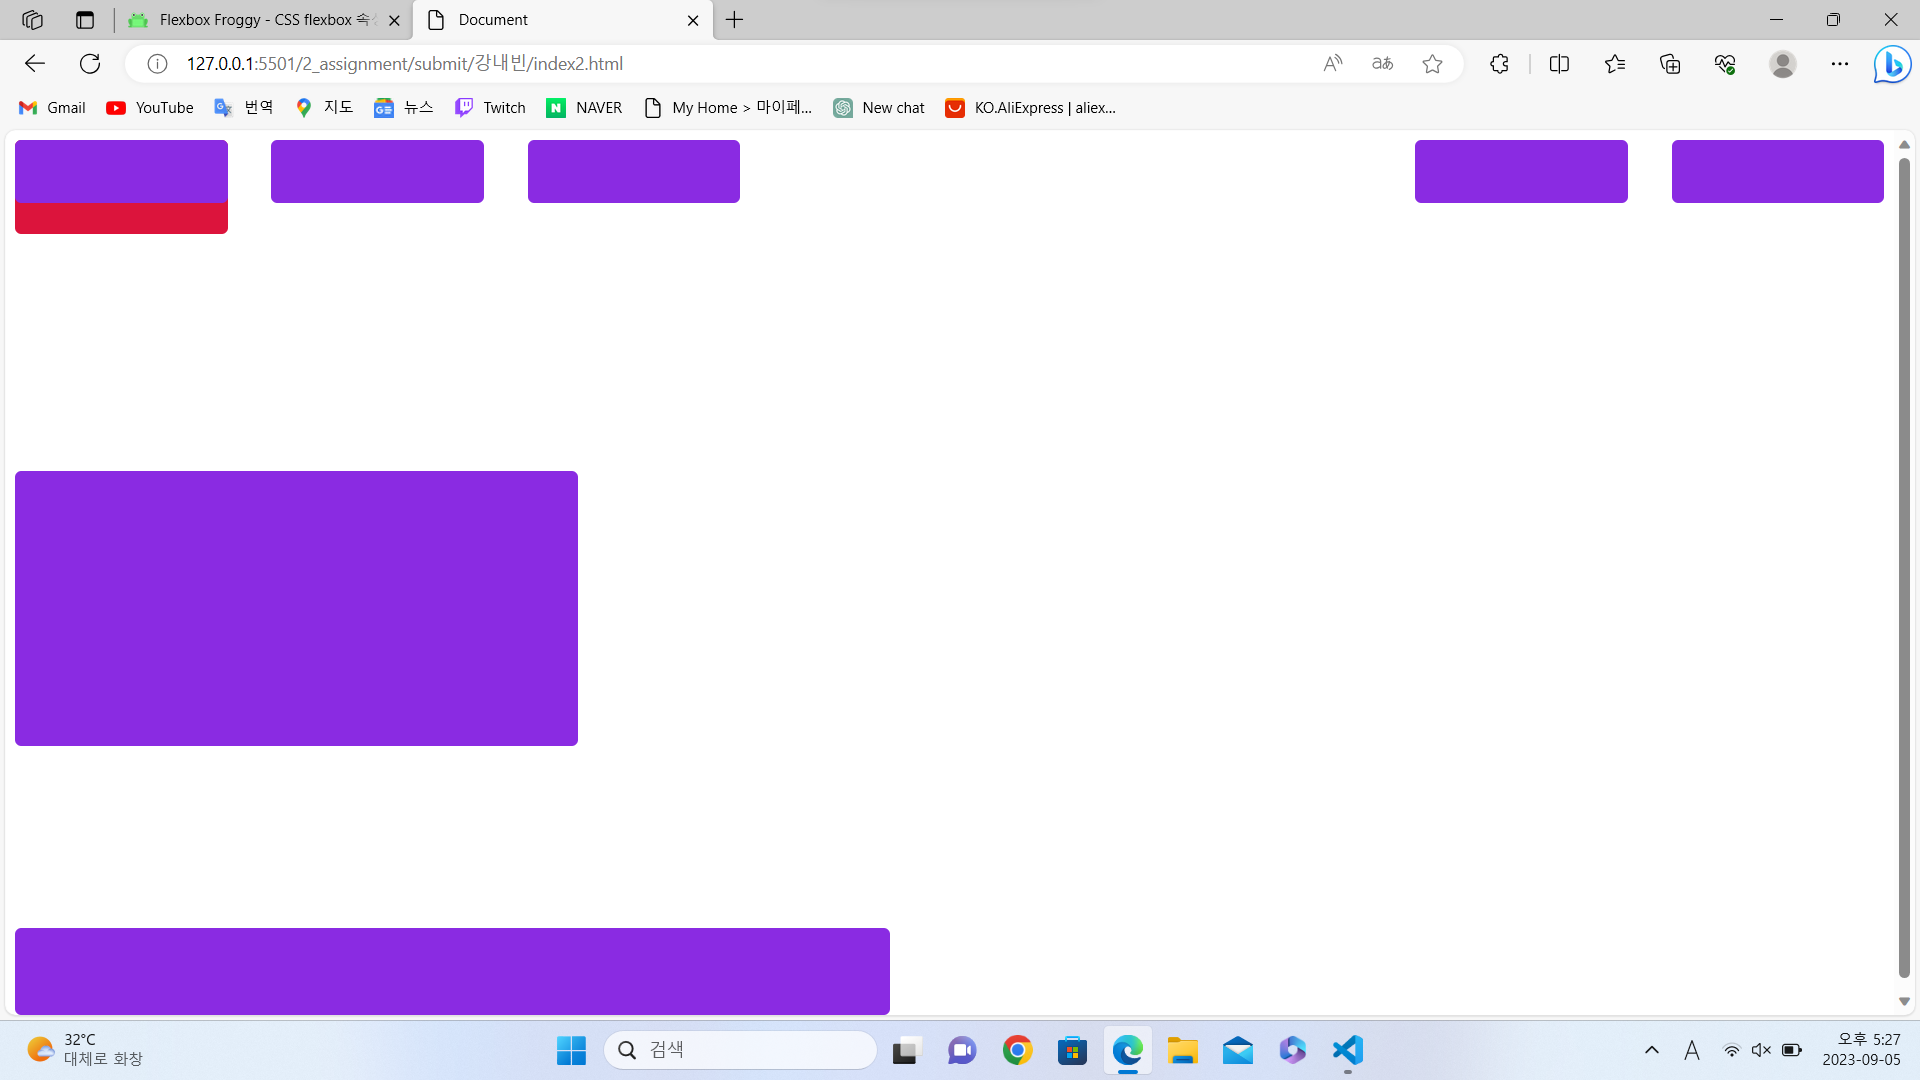 Flexbox Froggy - CSS flexbox 속성
Document
127.0.0.1:5501/2_assignment/submit/강내빈/index2.html
Gmail
YouTube
번역
지도
뉴스
Twitch
NAVER
My Home > 마이페...
New chat
KO.AliExpress | aliex...
32°C
대체로 화창
검색
A
오후 5:27
2023-09-05